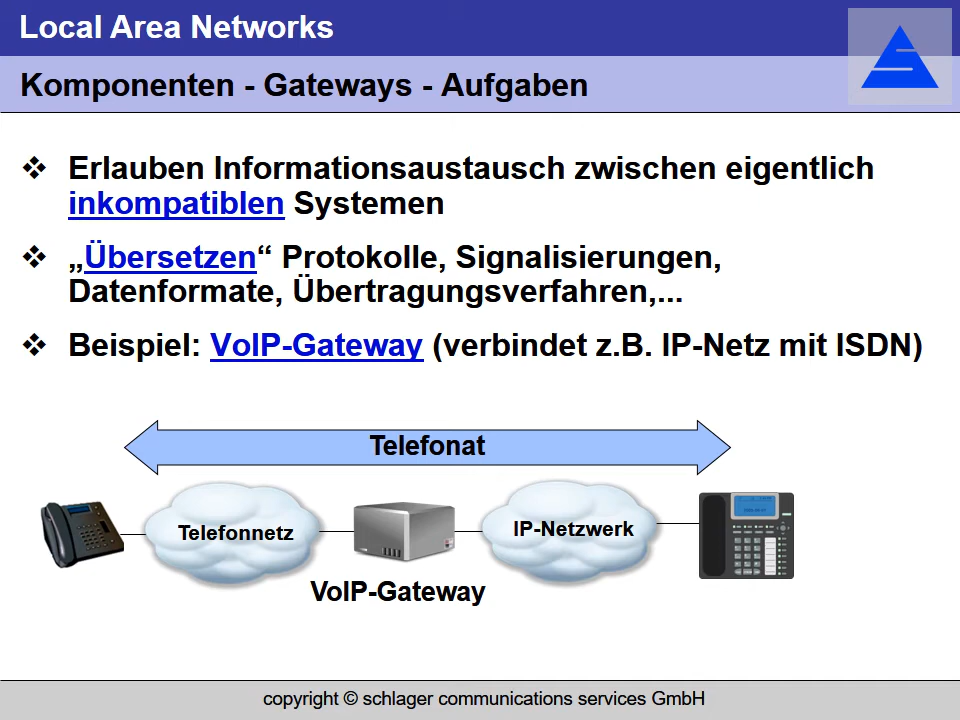 Local Area Networks
Komponenten - Gateways - Aufgaben
❖ Erlauben Informationsaustausch zwischen eigentlich
inkompatiblen Systemen
❖ „Übersetzen“ Protokolle, Signalisierungen,
Datenformate, Übertragungsverfahren,...
❖ Beispiel: VoIP-Gateway (verbindet z.B. IP-Netz mit ISDN)
Telefonat
Telefonnetz
IP-Netzwerk
VoIP-Gateway
copyright © schlager communications services GmbH